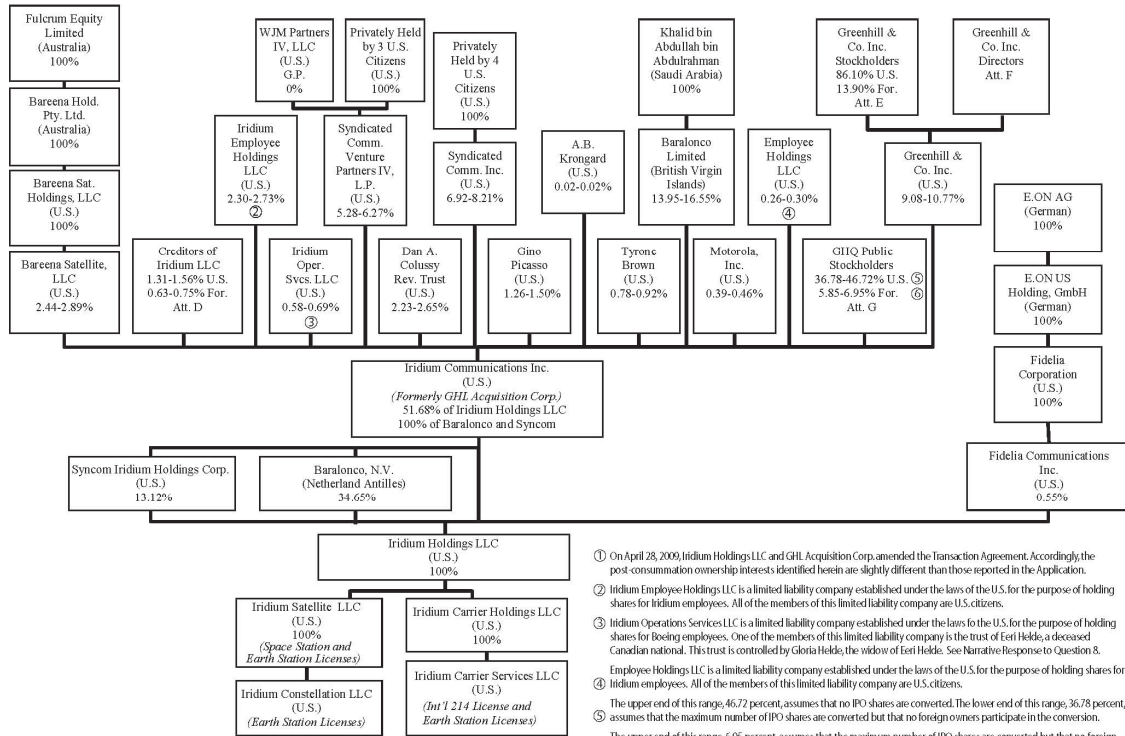 Fulcrum Equity
Limited
(Australia)
100%
Bareena Hold.
Pty. Ltd.
(Australia)
100%
Bareena Sat.
Holdings, LLC
(U.S.)
100%
Bareena Satellite,
LLC
(U.S.)
2.44-2.89%
Creditors of
Iridium LLC
1.31-1.56% U.S.
0.63-0.75% For.
Att. D
Iridium
Employee
Holdings
LLC
(U.S.)
2.30-2.73%
②
WJM Partners
IV, LLC
(U.S.)
G.P.
0%
Privately Held
by 3 U.S.
Citizens
(U.S.)
100%
Syndicated
Comm.
Venture
Partners IV,
L.P.
(U.S.)
5.28-6.27%
Iridium
Oper.
Svcs. LLC
(U.S.)
0.58-0.69%
③
Dan A.
Colussy
Rev. Trust
(U.S.)
2.23-2.65%
Privately
Held by 4
U.S.
Citizens
(U.S.)
100%
Syndicated
Comm. Inc.
(U.S.)
6.92-8.21%
Gino
Picasso
(U.S.)
1.26-1.50%
A.B.
Krongard
(U.S.)
0.02-0.02%
Khalid bin
Abdullah bin
Abdulrahman
(Saudi Arabia)
100%
Baralonco
Limited
(British Virgin
Islands)
13.95-16.55%
Tyrone
Brown
(U.S.)
0.78-0.92%
Motorola,
Inc.
(U.S.)
0.39-0.46%
Employee
Holdings
LLC
(U.S.)
0.26-0.30%
④
Greenhill &
Co. Inc.
Stockholders
86.10% U.S.
13.90% For.
Att. E
Greenhill &
Co. Inc.
Directors
Att. F
Greenhill &
Co. Inc.
(U.S.)
9.08-10.77%
GHQ Public
Stockholders
36.78-46.72% U.S. ⑤
5.85-6.95% For. ⑥
Att. G
E.ON AG
(German)
100%
E.ON US
Holding, GmbH
(German)
100%
Fidelia
Corporation
(U.S.)
100%
Fidelia Communications
Inc.
(U.S.)
0.55%
Iridium Communications Inc.
(U.S.)
(Formerly GHL Acquisition Corp.)
51.68% of Iridium Holdings LLC
100% of Baralonco and Syncom
Syncom Iridium Holdings Corp.
(U.S.)
13.12%
Baralonco, N.V.
(Netherland Antilles)
34.65%
Iridium Holdings LLC
(U.S.)
100%
Iridium Satellite LLC
(U.S.)
100%
(Space Station and
Earth Station Licenses)
Iridium Carrier Holdings LLC
(U.S.)
100%
Iridium Constellation LLC
(U.S.)
(Earth Station Licenses)
Iridium Carrier Services LLC
(U.S.)
(Int'l 214 License and
Earth Station Licenses)
① On April 28, 2009, Iridium Holdings LLC and GHL Acquisition Corp. amended the Transaction Agreement. Accordingly, the
post-consummation ownership interests identified herein are slightly different than those reported in the Application.
② Iridium Employee Holdings LLC is a limited liability company established under the laws of the U.S. for the purpose of holding
shares for Iridium employees. All of the members of this limited liability company are U.S. citizens.
③ Iridium Operations Services LLC is a limited liability company established under the laws fo the U.S. for the purpose of holding
shares for Boeing employees. One of the members of this limited liability company is the trust of Eeri Helde, a deceased
Canadian national. This trust is controlled by Gloria Helde, the widow of Eeri Helde. See Narrative Response to Question 8.
Employee Holdings LLC is a limited liability company established under the laws of the U.S. for the purpose of holding shares for
④ Iridium employees. All of the members of this limited liability company are U.S. citizens.
The upper end of this range, 46.72 percent, assumes that no IPO shares are converted. The lower end of this range, 36.78 percent,
⑤ assumes that the maximum number of IPO shares are converted but that no foreign owners participate in the conversion.
The upper end of this range, 6.95 percent, assumes that the maximum number of IPO shares are converted but that no foreign